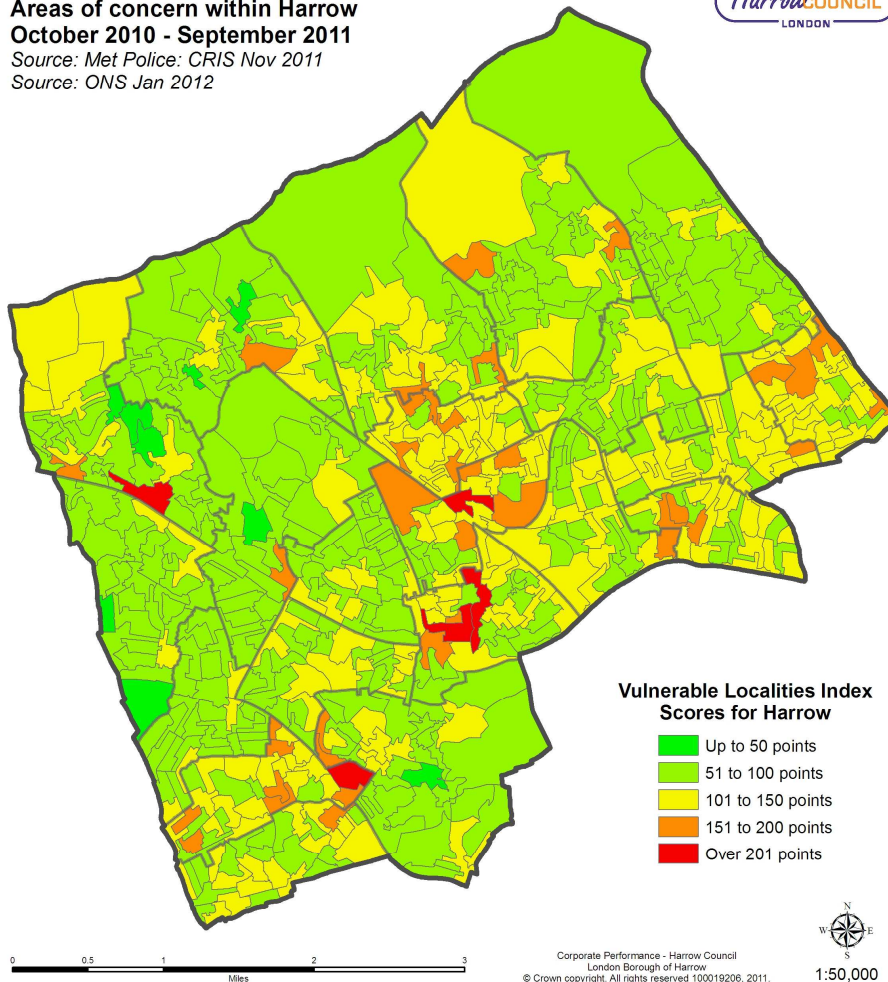 Areas of concern within Harrow
October 2010 - September 2011
Source: Met Police: CRIS Nov 2011
Source: ONS Jan 2012
HarrowCOUNCIL
LONDON
Vulnerable Localities Index
Scores for Harrow
Up to 50 points
51 to 100 points
101 to 150 points
151 to 200 points
Over 201 points
N
W E
S
0 0.5 1 2 3
Miles
Corporate Performance - Harrow Council
London Borough of Harrow
© Crown copyright. All rights reserved 100019206, 2011.
1:50,000